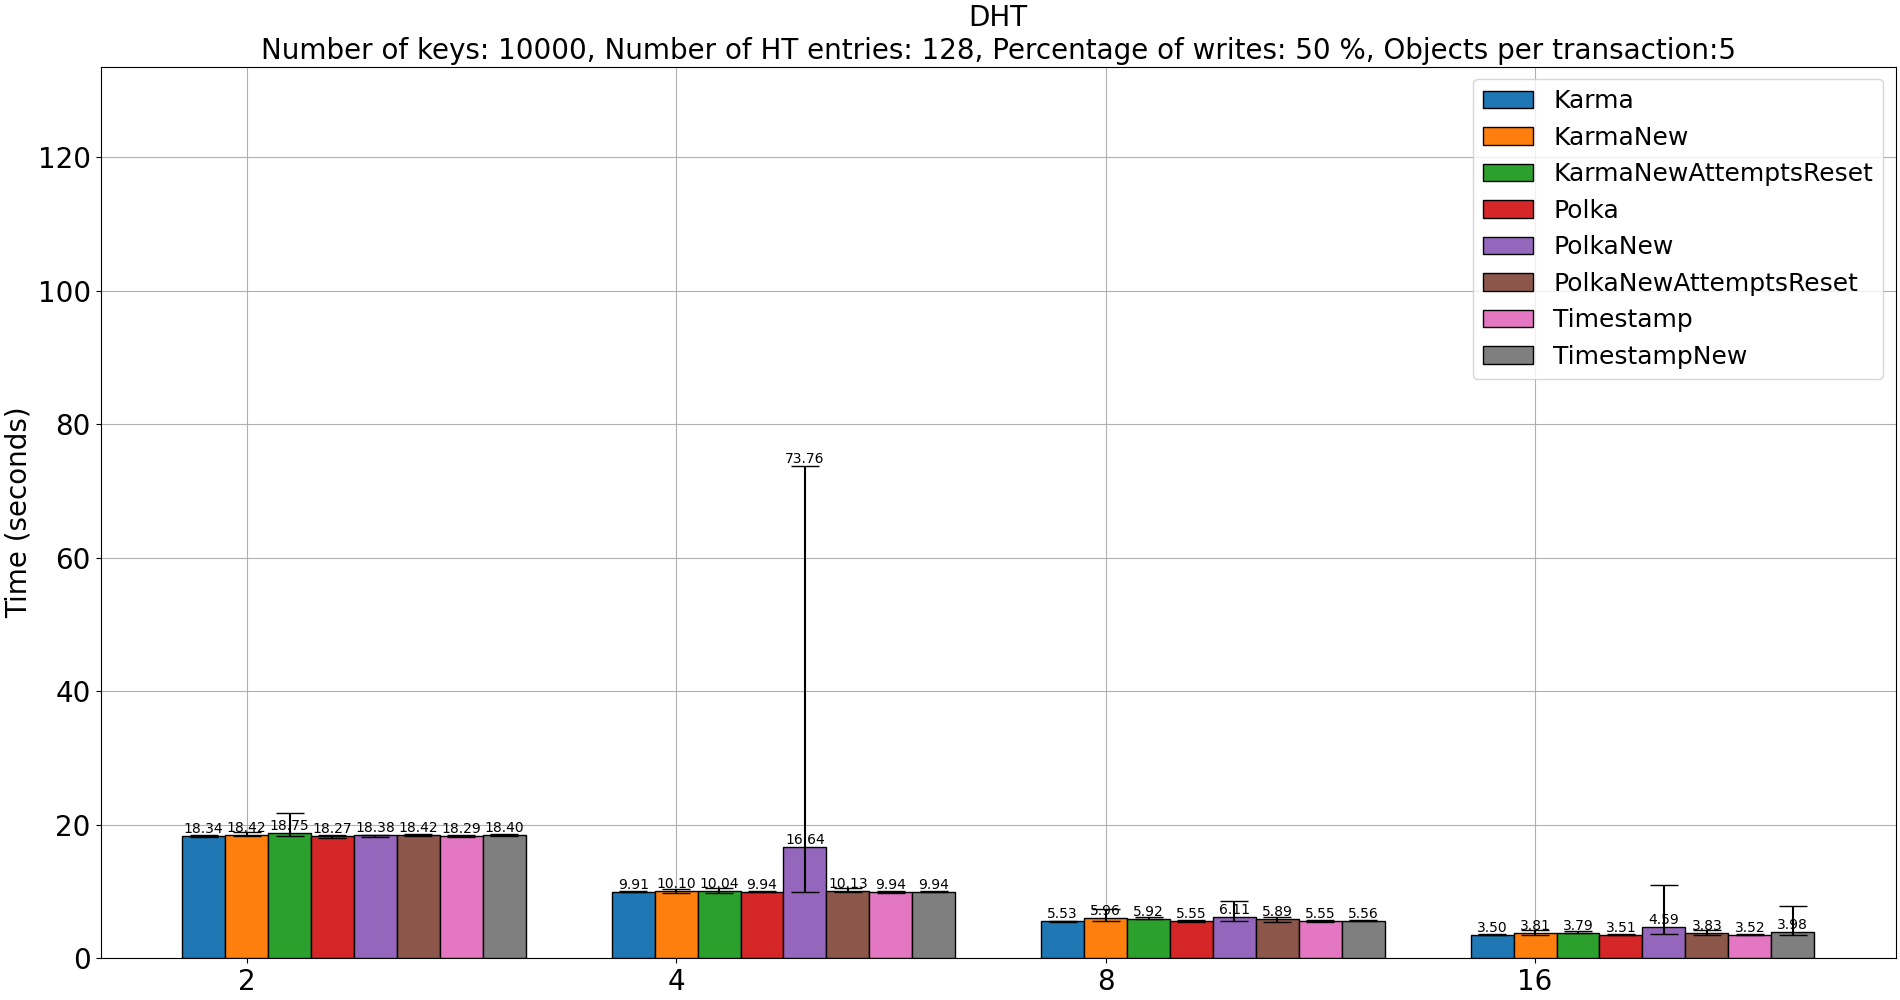 DHT
Number of keys: 10000, Number of HT entries: 128, Percentage of writes: 50 %, Objects per transaction:5
Time (seconds)
120
100
80
60
40
20
0
Karma
KarmaNew
KarmaNewAttemptsReset
Polka
PolkaNew
PolkaNewAttemptsReset
Timestamp
TimestampNew
73.76
18.34 18.42 18.75 18.27 18.38 18.42 18.29 18.40
9.91 10.10 10.04 9.94 16.64 10.13 9.94 9.94
5.53 5.96 5.92 5.55 6.11 5.89 5.55 5.56
3.50 3.81 3.79 3.51 4.59 3.83 3.52 3.98
2 4 8 16